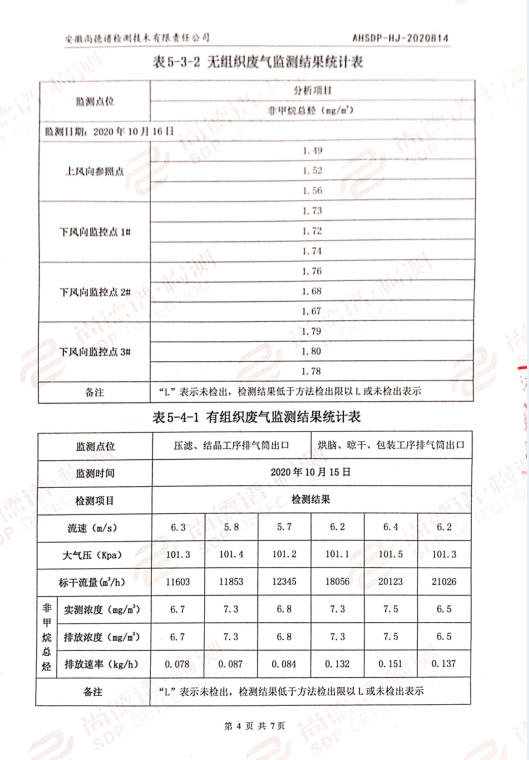 安徽尚德谱检测技术有限责任公司 AHSDP-HJ-2020814
表5-3-2 无组织废气监测结果统计表
监测点位 分析项目
非甲烷总烃（mg/m³）
监测日期：2020年10月16日
上风向参照点 1.49
1.52
1.56
下风向监控点 1# 1.73
1.72
1.74
下风向监控点 2# 1.76
1.68
1.67
下风向监控点 3# 1.79
1.80
1.78
备注 “L”表示未检出，检测结果低于方法检出限以 L 或未检出表示
表5-4-1 有组织废气监测结果统计表
监测点位 压滤、结晶工序排气筒出口 烘脑、晾干、包装工序排气筒出口
监测时间 2020年10月15日
检测项目 检测结果
流速（m/s） 6.3 5.8 5.7 6.2 6.4 6.2
大气压（Kpa） 101.3 101.4 101.2 101.1 101.5 101.3
标干流量(m³/h) 11603 11853 12345 18056 20123 21026
非甲烷总烃 实测浓度（mg/m³） 6.7 7.3 6.8 7.3 7.5 6.5
排放浓度（mg/m³） 6.7 7.3 6.8 7.3 7.5 6.5
排放速率（kg/h） 0.078 0.087 0.084 0.132 0.151 0.137
备注 “L”表示未检出，检测结果低于方法检出限以 L 或未检出表示
第 4 页 共 7 页
尚德谱·检测
SDP-DETECTION